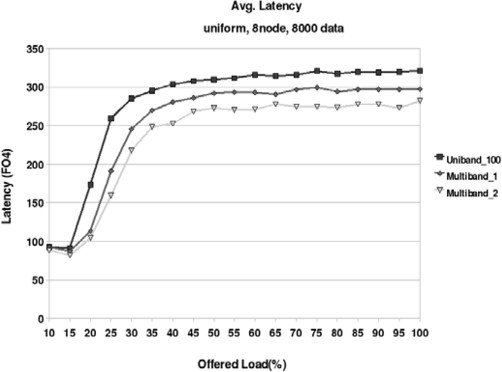 Avg. Latency
uniform, 8node, 8000 data
350
300
250
200
150
100
50
0
Latency (FO4)
10 15 20 25 30 35 40 45 50 55 60 65 70 75 80 85 90 95 100
Offered Load(%)
Uniband_100
Multiband_1
Multiband_2